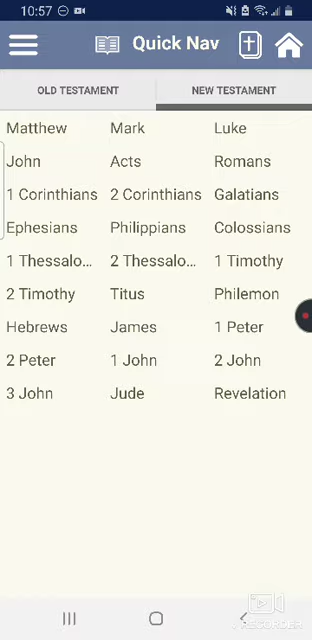 10:57
Quick Nav
OLD TESTAMENT NEW TESTAMENT
Matthew Mark Luke
John Acts Romans
1 Corinthians 2 Corinthians Galatians
Ephesians Philippians Colossians
1 Thessalo... 2 Thessalo... 1 Timothy
2 Timothy Titus Philemon
Hebrews James 1 Peter
2 Peter 1 John 2 John
3 John Jude Revelation
RECORDER